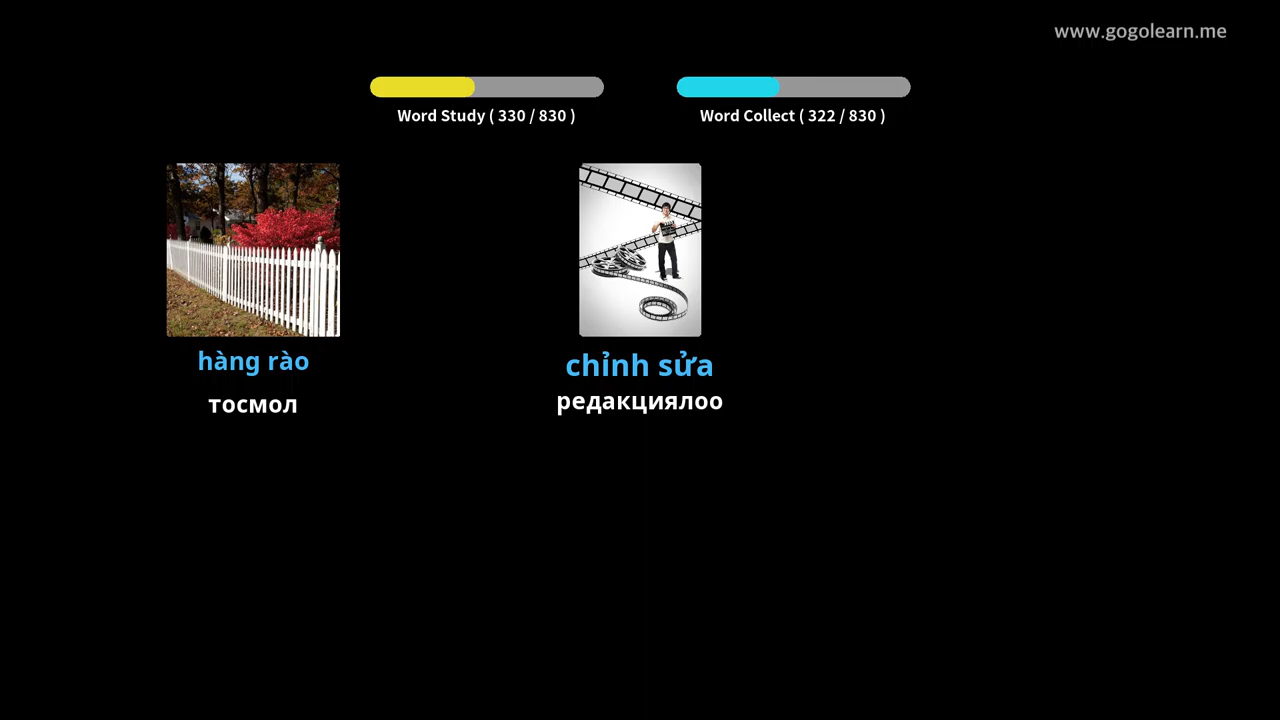 www.gogolearn.me
Word Study ( 330 / 830 )
Word Collect ( 322 / 830 )
hàng rào
тосмол
chỉnh sửa
редакциялоо